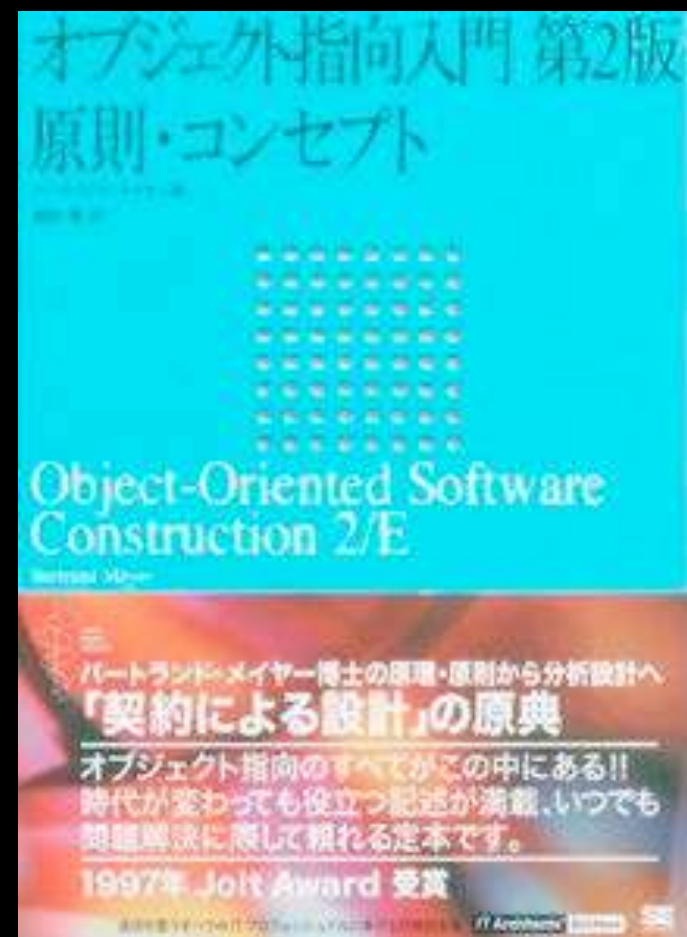 オブジェクト指向入門 第2版
原則・コンセプト
Object-Oriented Software
Construction 2/E
Bertrand Meyer
バートランド・メイヤー博士の原理・原則から分析設計へ
「契約による設計」の原典
オブジェクト指向のすべてがこの中にある!!
時代が変わっても役立つ記述が満載、いつでも
問題解決に際して頼れる定本です。
1997年 Jolt Award 受賞
IT Architects' Archive